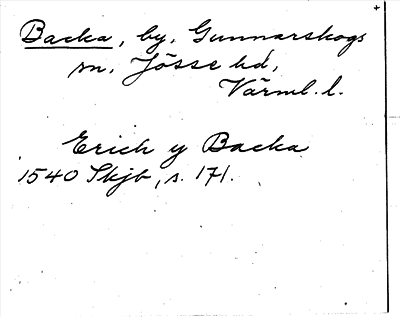 Backa, by. Gunnarskogs
sn. Jösse hd,
Värml. l.
Erich y Backa
1540 Skjb, s. 171.